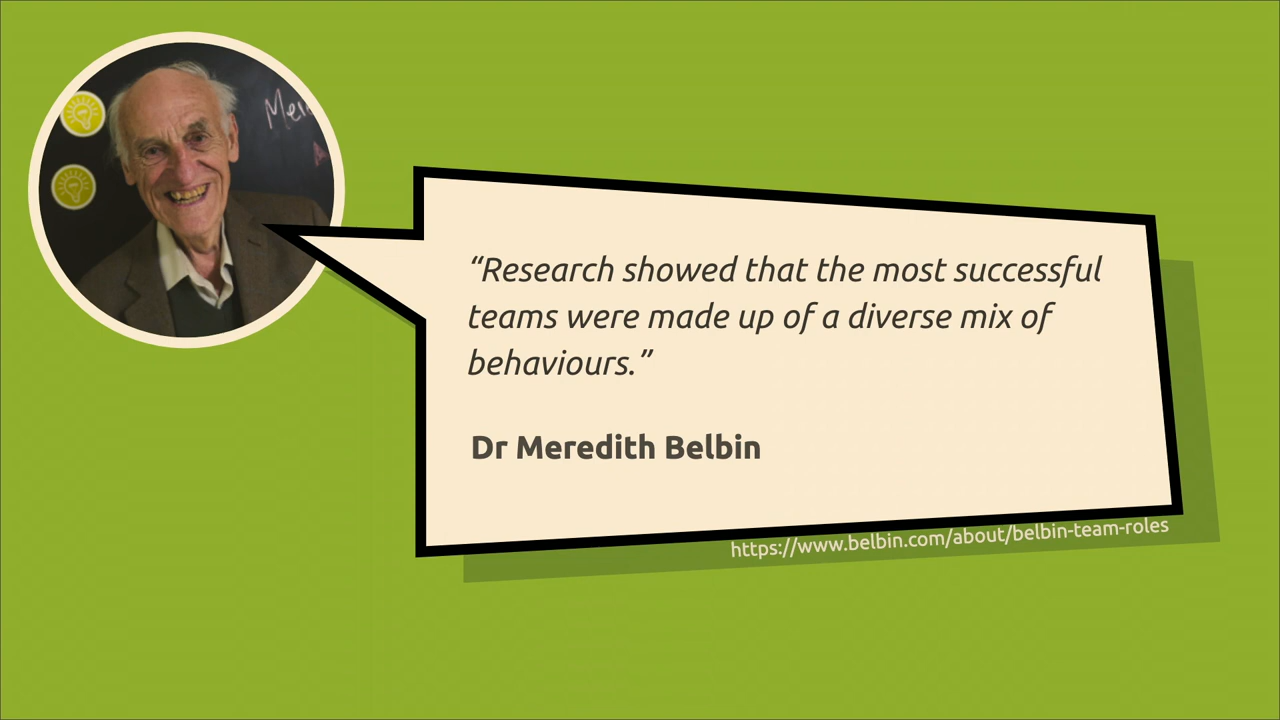 “Research showed that the most successful
teams were made up of a diverse mix of
behaviours.”
Dr Meredith Belbin
https://www.belbin.com/about/belbin-team-roles